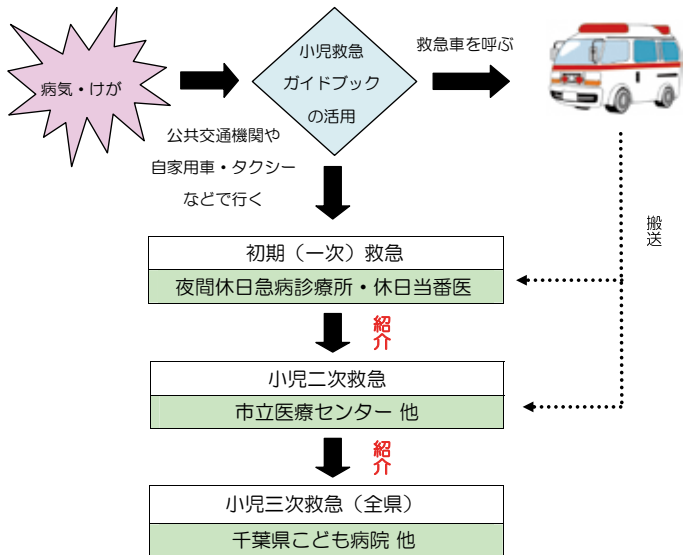 病気・けが
小児救急
ガイドブック
の活用
救急車を呼ぶ
公共交通機関や
自家用車・タクシー
などで行く
搬送
初期（一次）救急
夜間休日急病診療所・休日当番医
紹介
小児二次救急
市立医療センター 他
紹介
小児三次救急（全県）
千葉県こども病院 他